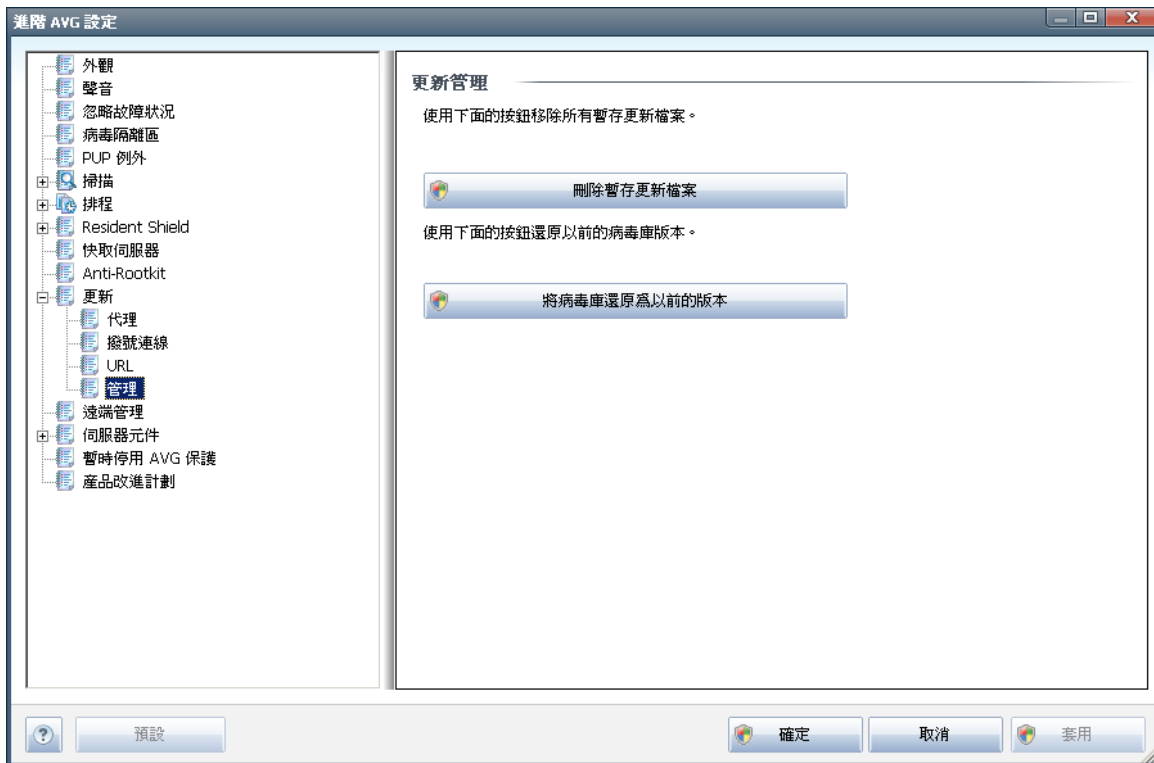 進階 AVG 設定
外觀
聲音
忽略故障狀況
病毒隔離區
PUP 例外
掃描
排程
Resident Shield
快取伺服器
Anti-Rootkit
更新
代理
撥號連線
URL
管理
遠端管理
伺服器元件
暫時停用 AVG 保護
產品改進計劃
更新管理
使用下面的按鈕移除所有暫存更新檔案。
刪除暫存更新檔案
使用下面的按鈕還原以前的病毒庫版本。
將病毒庫還原為以前的版本
?
預設
確定
取消
套用